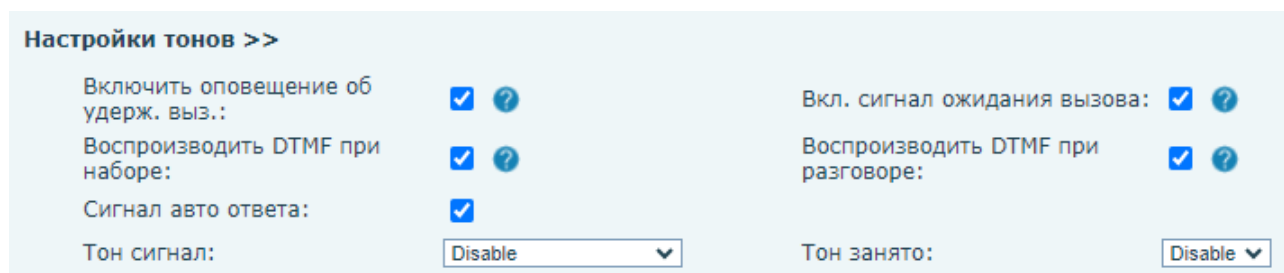 Настройки тонов >>
Включить оповещение об
удерж. выз.:
Вкл. сигнал ожидания вызова:
Воспроизводить DTMF при
наборе:
Воспроизводить DTMF при
разговоре:
Сигнал авто ответа:
Тон сигнал:
Disable
Тон занято:
Disable